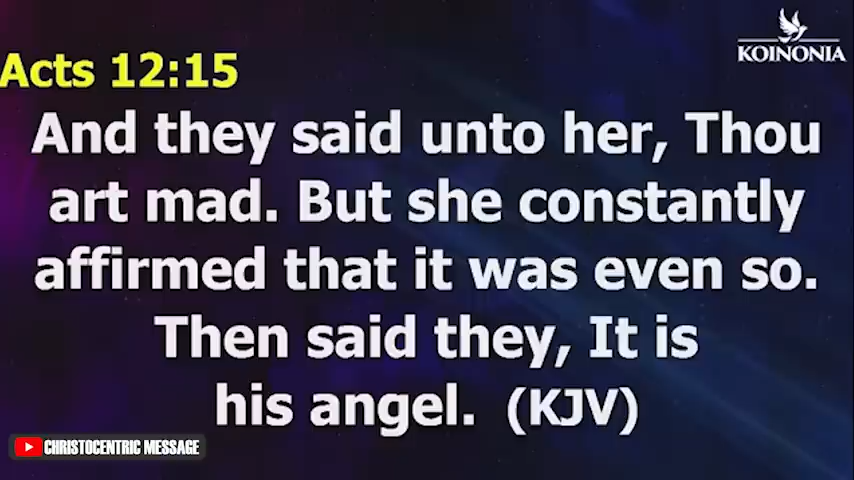 KOINONIA
Acts 12:15
And they said unto her, Thou
art mad. But she constantly
affirmed that it was even so.
Then said they, It is
his angel. (KJV)
CHRISTOCENTRIC MESSAGE